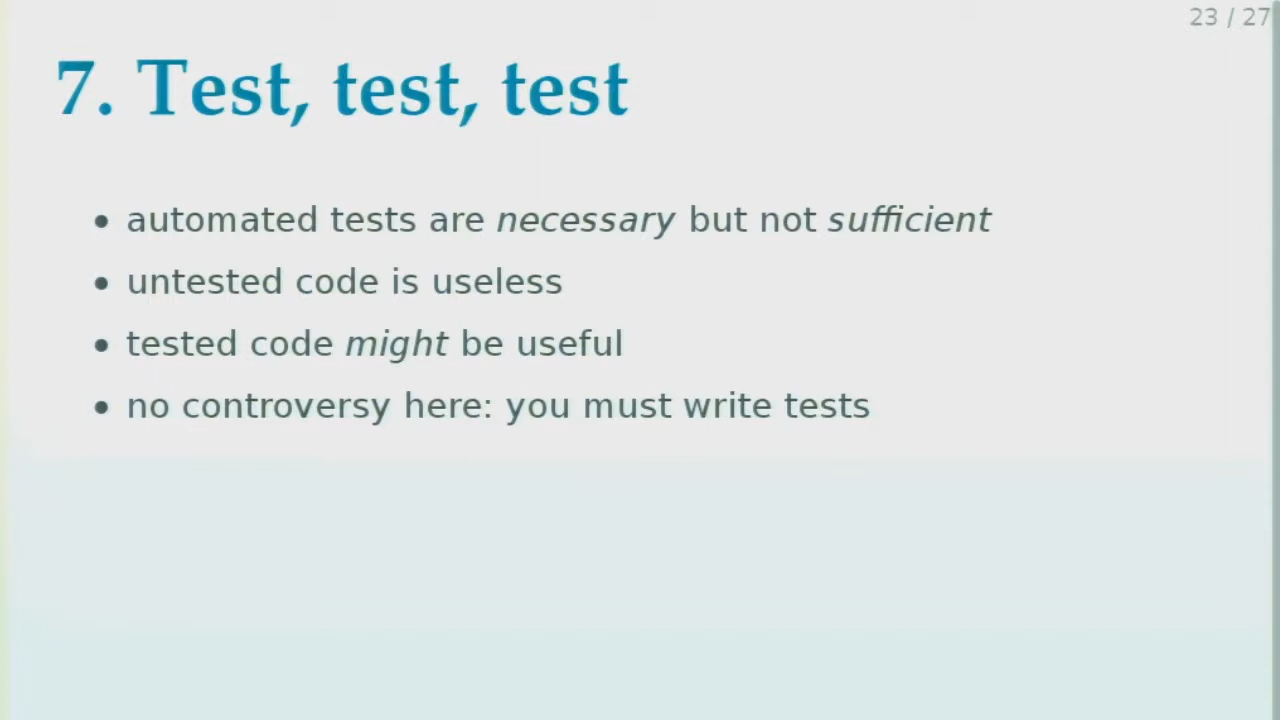 23 / 27
7. Test, test, test
• automated tests are necessary but not sufficient
• untested code is useless
• tested code might be useful
• no controversy here: you must write tests